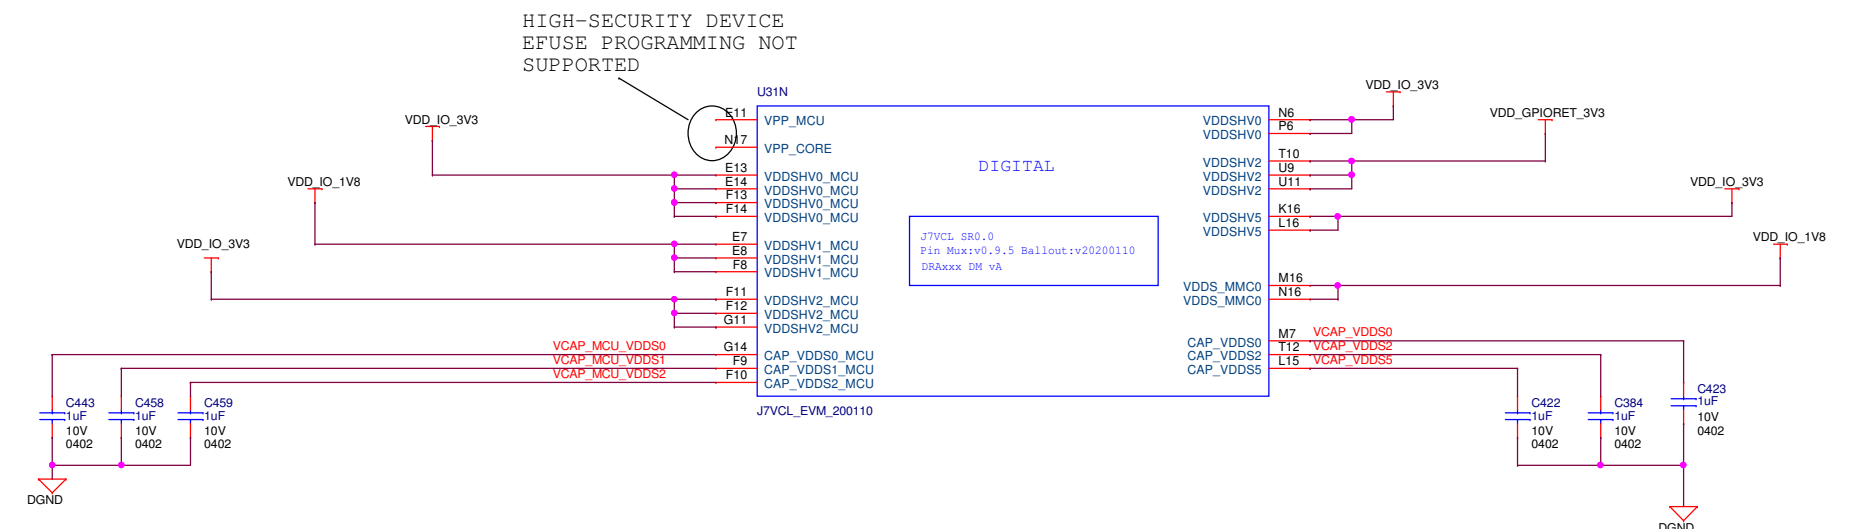 HIGH-SECURITY DEVICE
EFUSE PROGRAMMING NOT
SUPPORTED
U31N
VDD_IO_3V3
VDD_IO_1V8
VDD_IO_3V3
E11 VPP_MCU
N17 VPP_CORE
E13 VDDSHV0_MCU
E14 VDDSHV0_MCU
F13 VDDSHV0_MCU
F14 VDDSHV0_MCU
E7 VDDSHV1_MCU
E8 VDDSHV1_MCU
F8 VDDSHV1_MCU
F11 VDDSHV2_MCU
F12 VDDSHV2_MCU
G11 VDDSHV2_MCU
VCAP_MCU_VDDS0 G14 CAP_VDDS0_MCU
VCAP_MCU_VDDS1 F9 CAP_VDDS1_MCU
VCAP_MCU_VDDS2 F10 CAP_VDDS2_MCU
DIGITAL
J7VCL SR0.0
Pin Mux:v0.9.5 Ballout:v20200110
DRAxxx DM vA
VDD_IO_3V3
VDD_GPIORET_3V3
VDD_IO_3V3
VDD_IO_1V8
VDDSHV0 N6
VDDSHV0 P6
VDDSHV2 T10
VDDSHV2 U9
VDDSHV2 U11
VDDSHV5 K16
VDDSHV5 L16
VDDS_MMC0 M16
VDDS_MMC0 N16
CAP_VDDS0 M7 VCAP_VDDS0
CAP_VDDS2 T12 VCAP_VDDS2
CAP_VDDS5 L15 VCAP_VDDS5
J7VCL_EVM_200110
C443
1uF
10V
0402
C458
1uF
10V
0402
C459
1uF
10V
0402
DGND
C422
1uF
10V
0402
C384
1uF
10V
0402
C423
1uF
10V
0402
DGND